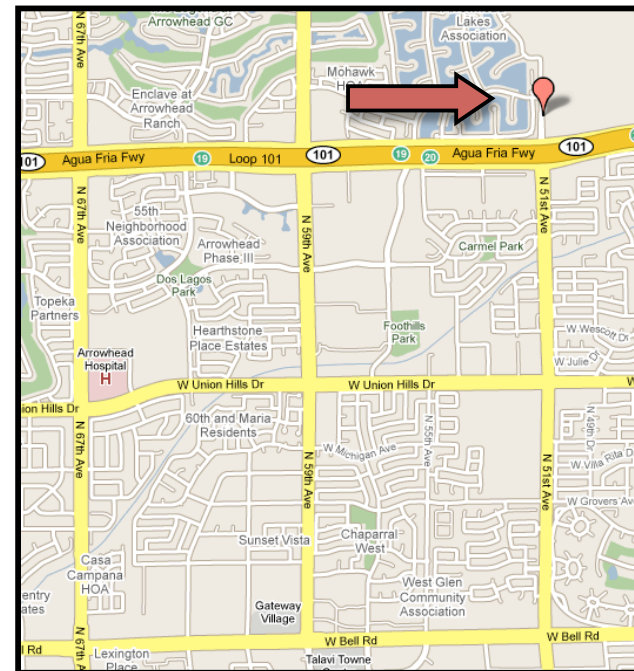 Arrowhead GC
Lakes
Association
N 67th Ave
Mohawk
HOA
Enclave at
Arrowhead
Ranch
101
Agua Fria Fwy
19
Loop 101
101
19
20
Agua Fria Fwy
101
N 67th Ave
N 59th Ave
N 51st Ave
55th
Neighborhood
Association
Arrowhead
Phase III
Carmel Park
Dos Lagos
Park
Topeka
Partners
Hearthstone
Place Estates
Foothills
Park
W Wescott Dr
Arrowhead
Hospital
H
W Julie Dr
W Union Hills Dr
W Union Hills Dr
W
ion Hills Dr
60th and Maria
Residents
N 67th Ave
N 59th Ave
W Michigan Ave
N 55th Ave
N 51st Ave
N 49th Dr
W Villa Rita Dr
W Grovers Av
Sunset Vista
Chaparral
West
Casa
Campana
HOA
entry
ates
West Glen
Community
Association
Gateway
Village
N 67th A
ll Rd
W Bell Rd
W Bell Rd
Lexington
Place
Talavi Towne